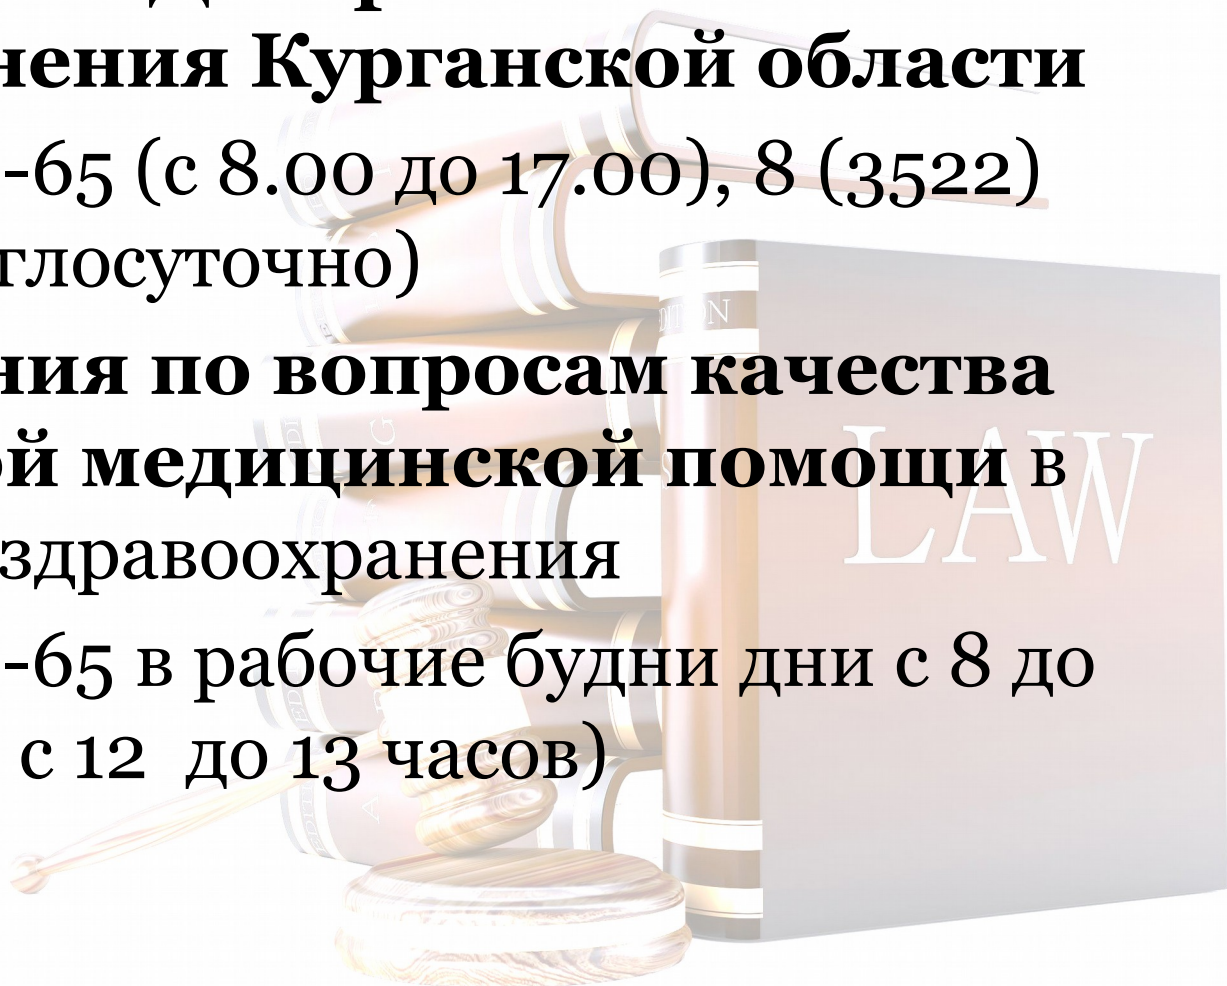 нения Курганской области
-65 (с 8.00 до 17.00), 8 (3522)
глосуточно)
ния по вопросам качества
ой медицинской помощи в
здравоохранения
-65 в рабочие будни дни с 8 до
с 12 до 13 часов)
LAW